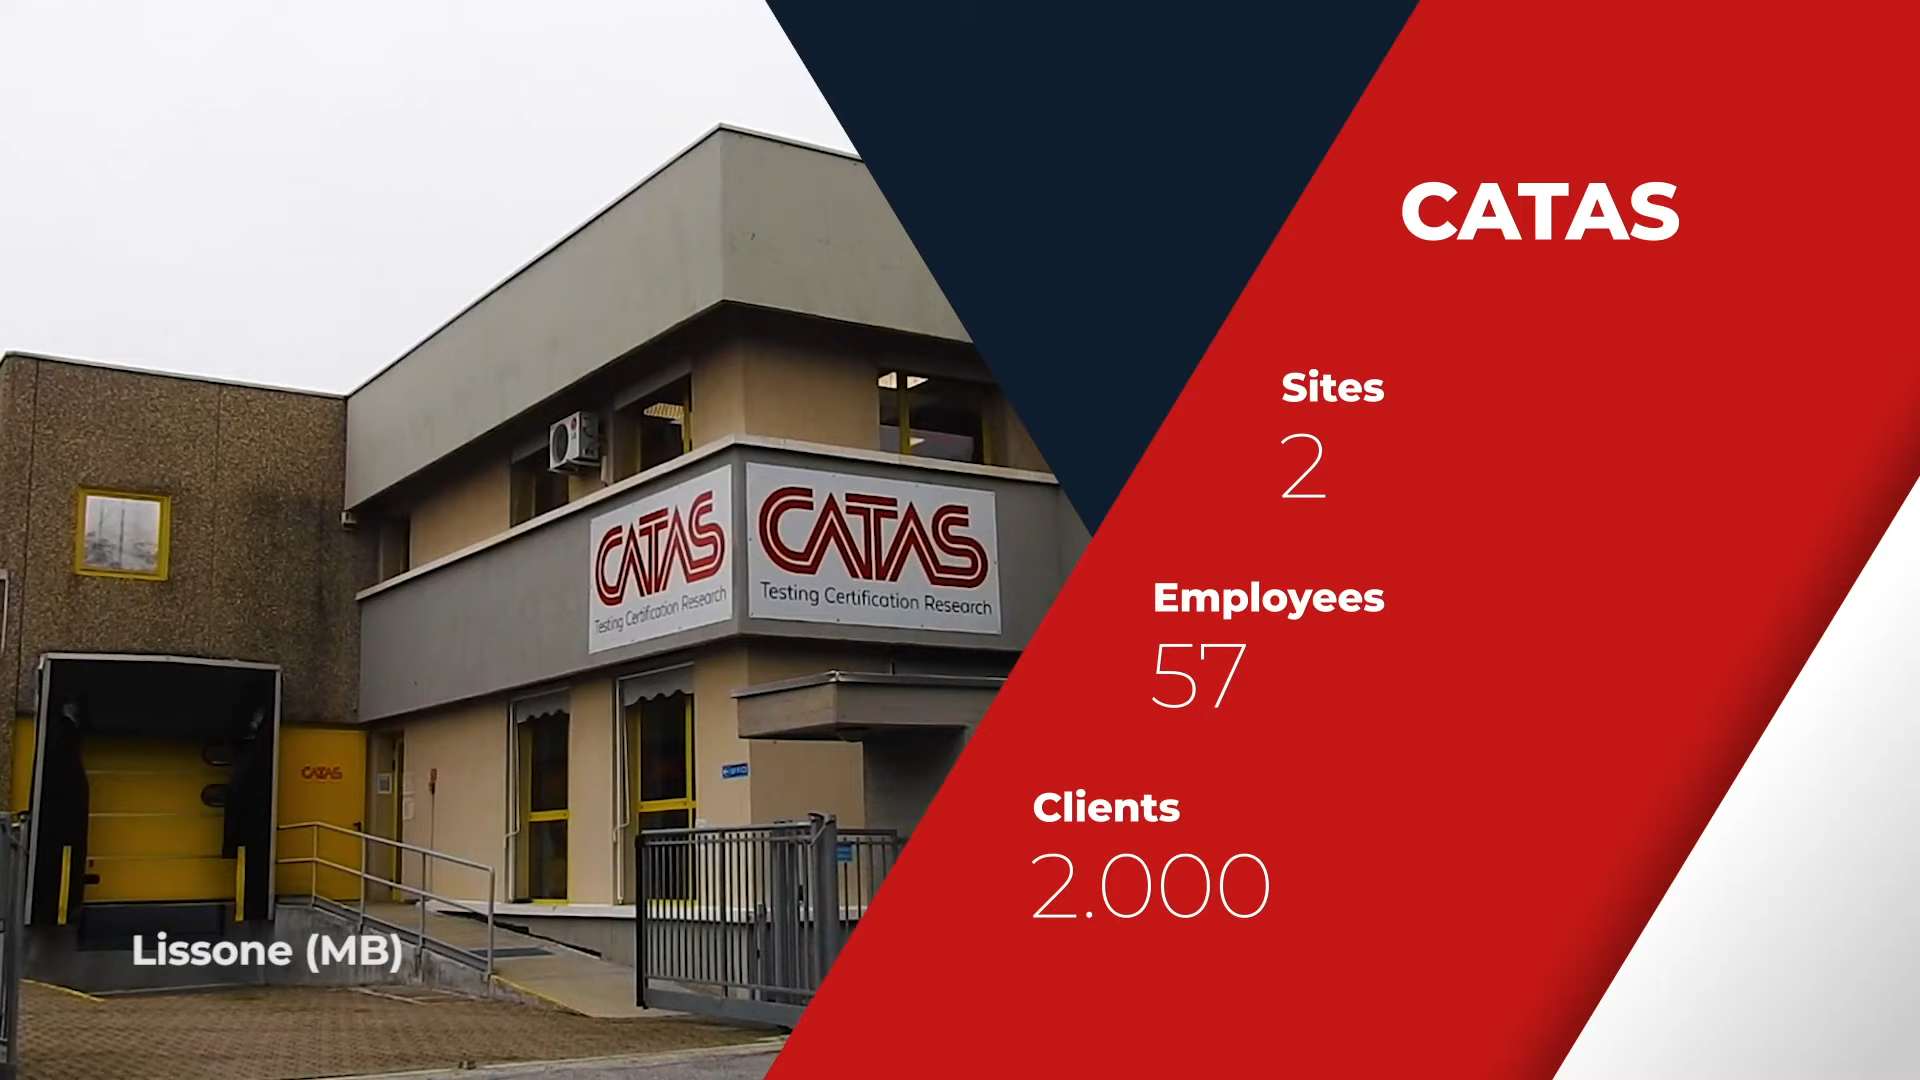 CATAS
Sites
2
Employees
57
Clients
2.000
CATAS
Testing Certification Research
CATAS
Testing Certification Research
CATAS
Lissone (MB)